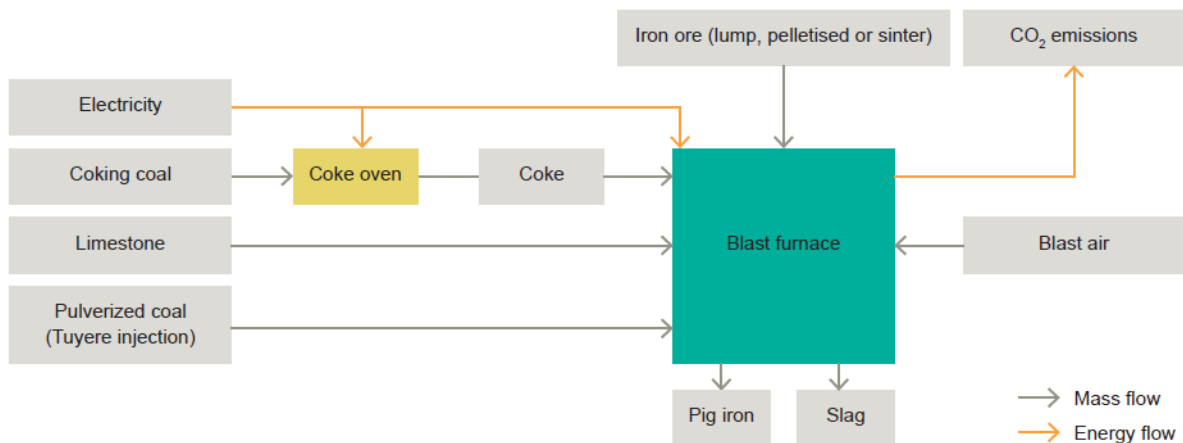 Iron ore (lump, pelletised or sinter)
CO₂ emissions
Electricity
Coking coal
Coke oven
Coke
Limestone
Blast furnace
Blast air
Pulverized coal
(Tuyere injection)
Pig iron
Slag
Mass flow
Energy flow